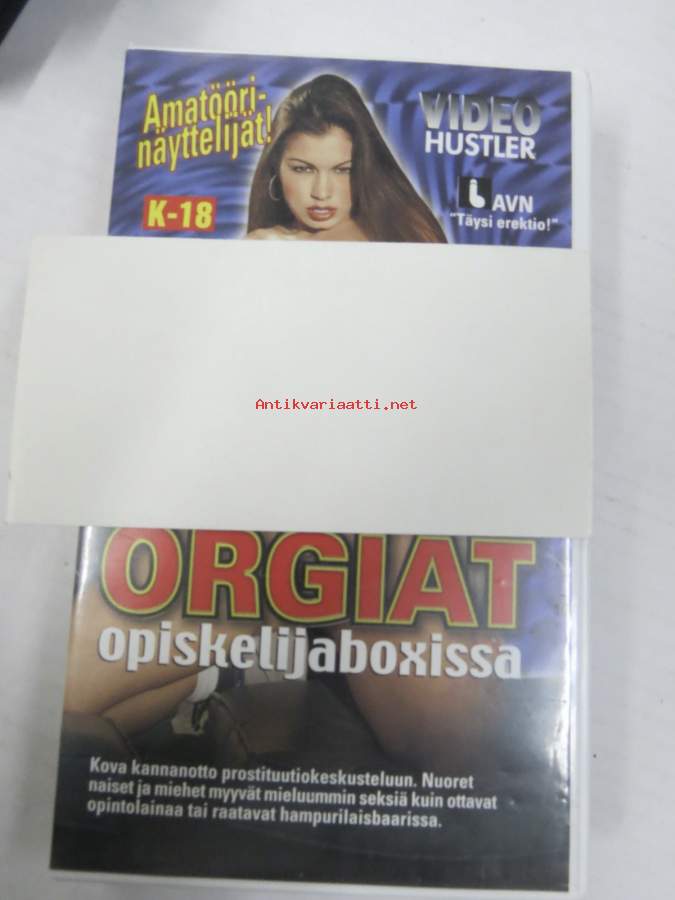 Amatööri-
näyttelijät!
VIDEO
HUSTLER
K-18
AVN
"Täysi erektio!"
Antikvariaatti.net
ORGIAT
opiskelijaboxissa
Kova kannanotto prostituutiokeskusteluun. Nuoret
naiset ja miehet myyvät mieluummin seksiä kuin ottavat
opintolainaa tai raatavat hampurilaisbaarissa.